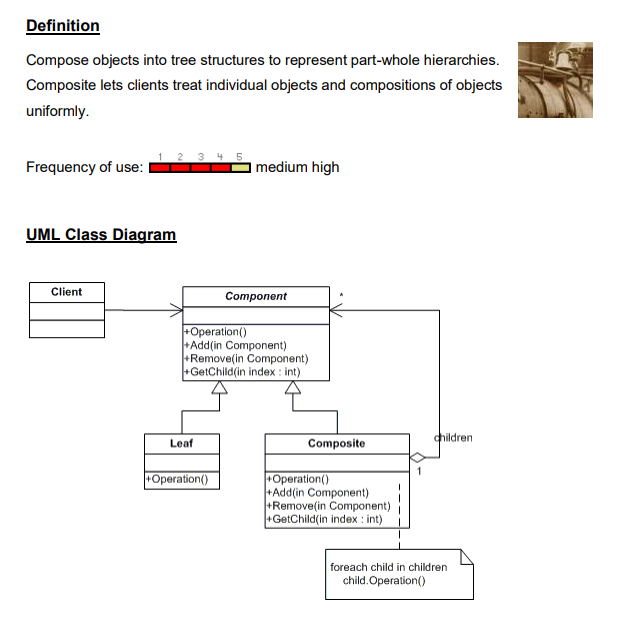 Definition
Compose objects into tree structures to represent part-whole hierarchies.
Composite lets clients treat individual objects and compositions of objects
uniformly.
1 2 3 4 5
Frequency of use: medium high
UML Class Diagram
Client
Component
*
+Operation()
+Add(in Component)
+Remove(in Component)
+GetChild(in index : int)
Leaf
+Operation()
Composite
children
1
+Operation()
+Add(in Component)
+Remove(in Component)
+GetChild(in index : int)
foreach child in children
child.Operation()